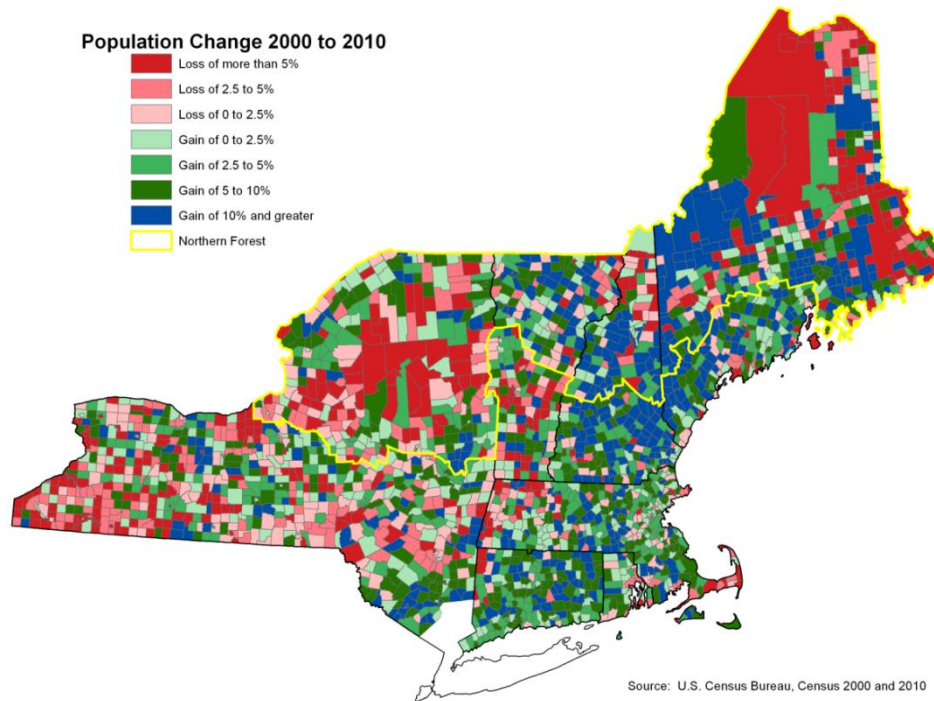 Population Change 2000 to 2010
Loss of more than 5%
Loss of 2.5 to 5%
Loss of 0 to 2.5%
Gain of 0 to 2.5%
Gain of 2.5 to 5%
Gain of 5 to 10%
Gain of 10% and greater
Northern Forest
Source: U.S. Census Bureau, Census 2000 and 2010